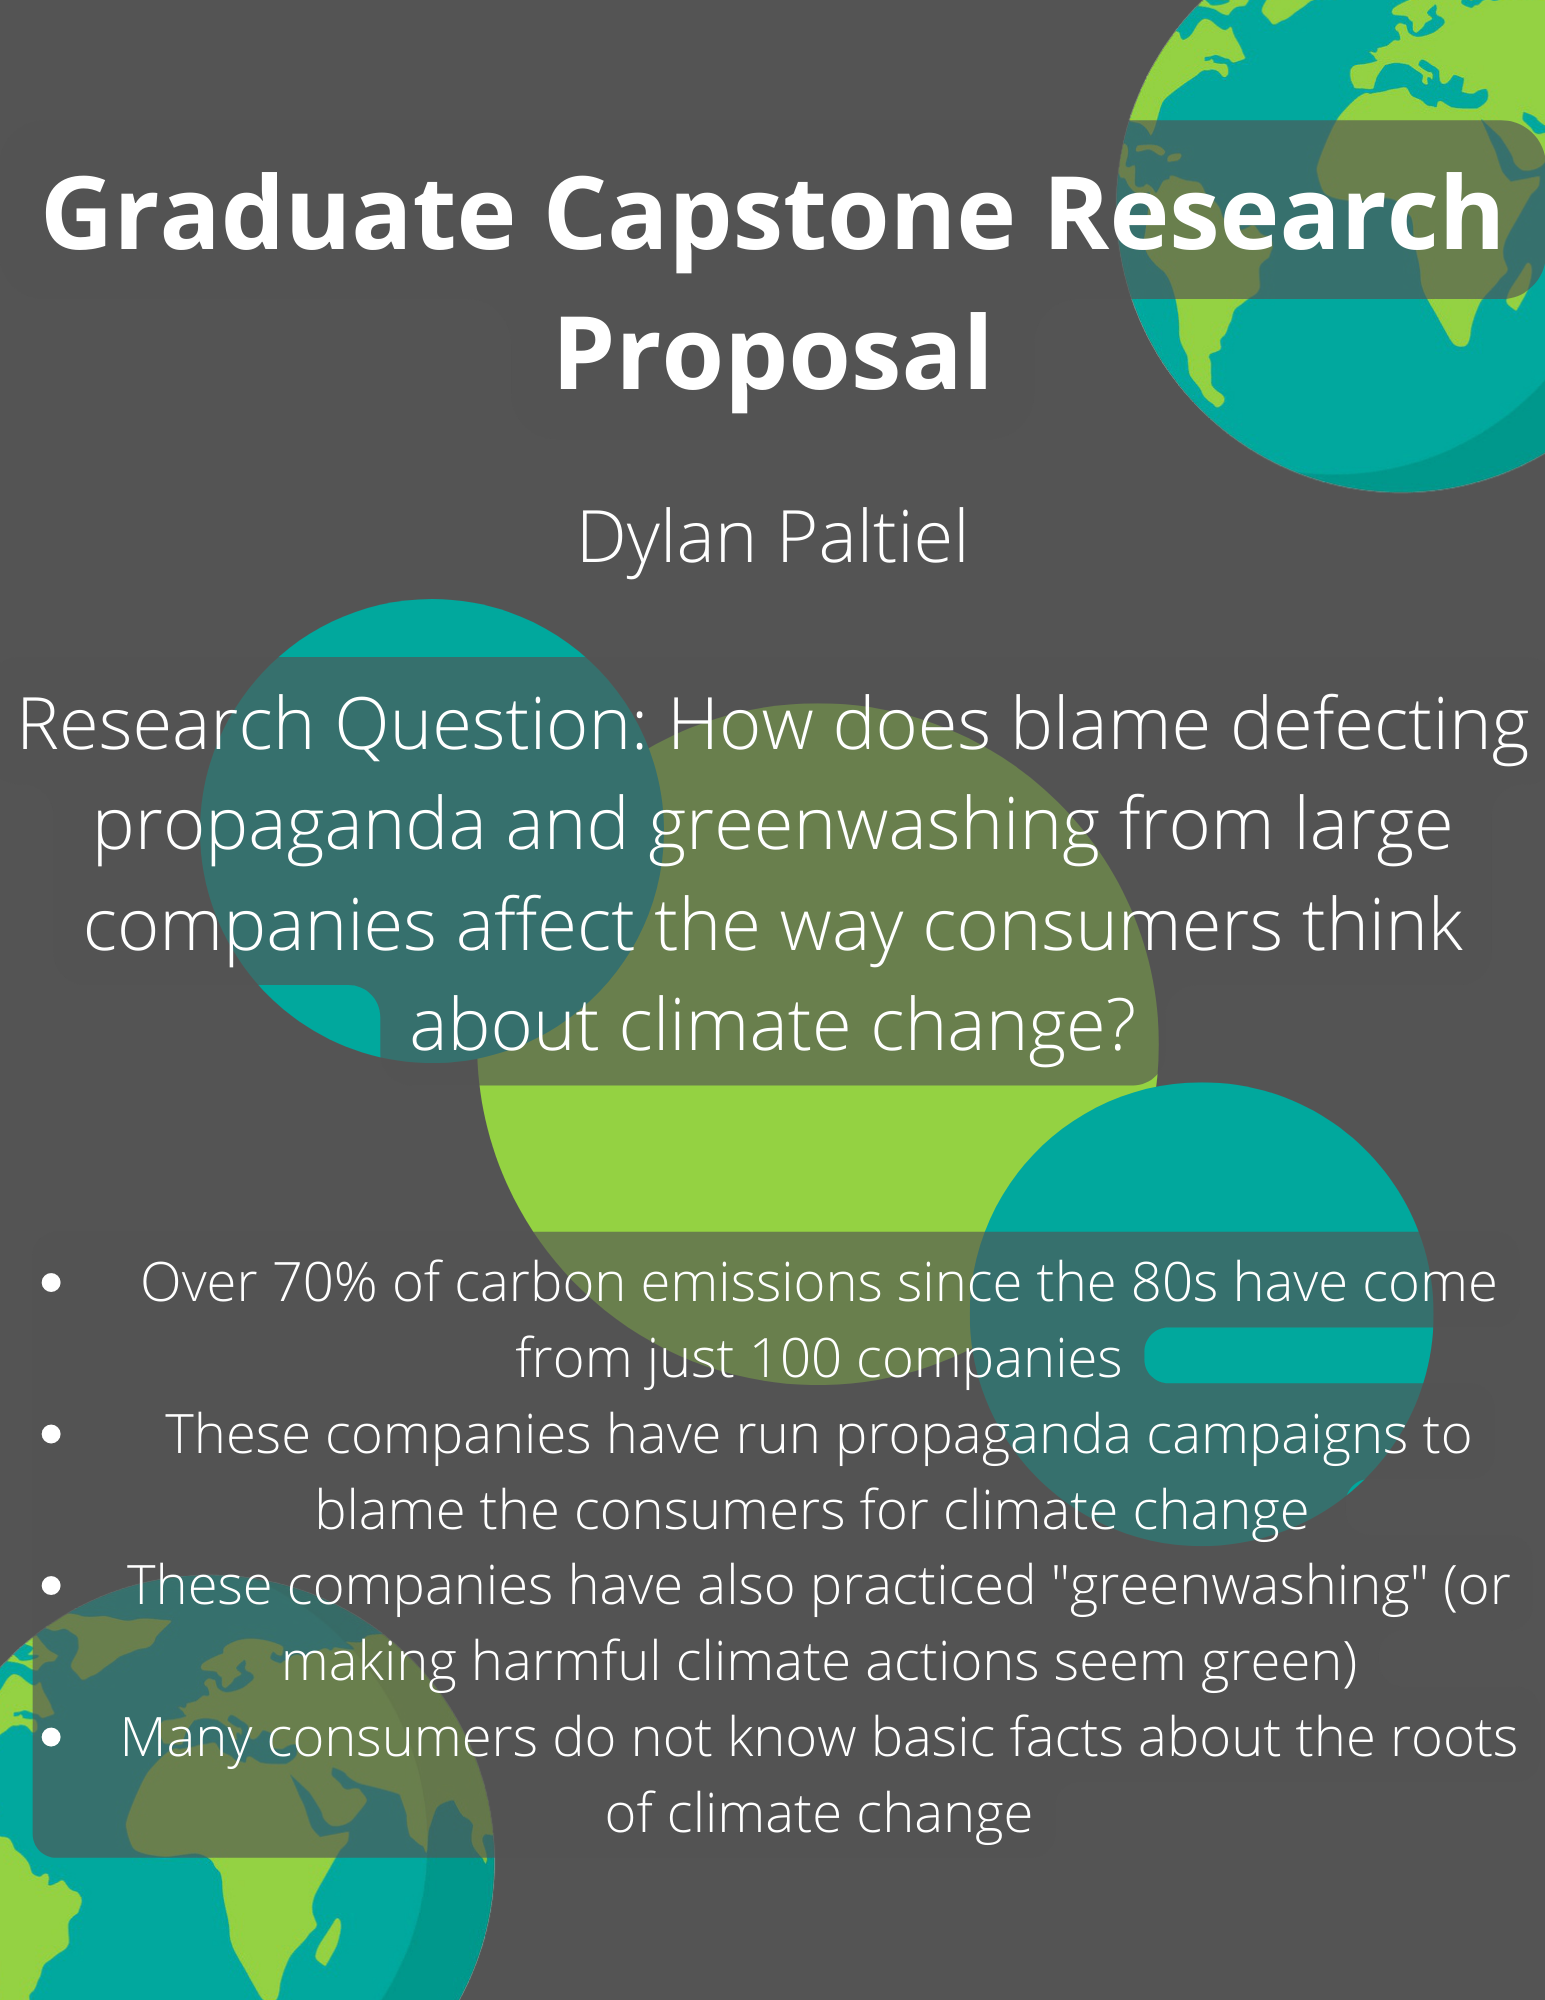 Graduate Capstone Research
Proposal
Dylan Paltiel
Research Question: How does blame defecting
propaganda and greenwashing from large
companies affect the way consumers think
about climate change?
• Over 70% of carbon emissions since the 80s have come
from just 100 companies
• These companies have run propaganda campaigns to
blame the consumers for climate change
• These companies have also practiced "greenwashing" (or
making harmful climate actions seem green)
• Many consumers do not know basic facts about the roots
of climate change